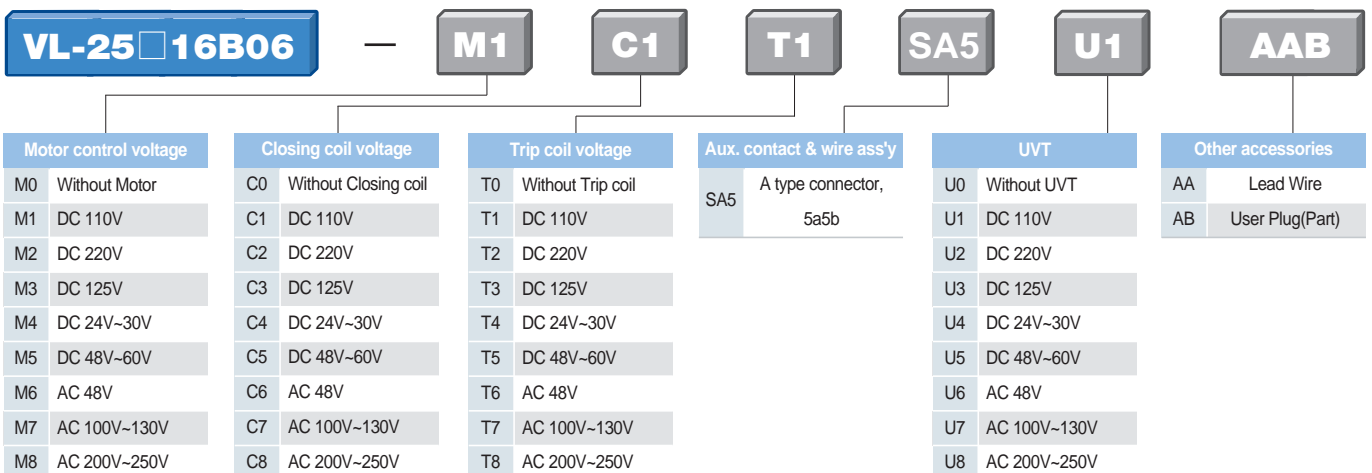 VL-25□16B06 — M1 C1 T1 SA5 U1 AAB
Motor control voltage
M0 Without Motor
M1 DC 110V
M2 DC 220V
M3 DC 125V
M4 DC 24V~30V
M5 DC 48V~60V
M6 AC 48V
M7 AC 100V~130V
M8 AC 200V~250V
Closing coil voltage
C0 Without Closing coil
C1 DC 110V
C2 DC 220V
C3 DC 125V
C4 DC 24V~30V
C5 DC 48V~60V
C6 AC 48V
C7 AC 100V~130V
C8 AC 200V~250V
Trip coil voltage
T0 Without Trip coil
T1 DC 110V
T2 DC 220V
T3 DC 125V
T4 DC 24V~30V
T5 DC 48V~60V
T6 AC 48V
T7 AC 100V~130V
T8 AC 200V~250V
Aux. contact & wire ass'y
SA5 A type connector,
5a5b
UVT
U0 Without UVT
U1 DC 110V
U2 DC 220V
U3 DC 125V
U4 DC 24V~30V
U5 DC 48V~60V
U6 AC 48V
U7 AC 100V~130V
U8 AC 200V~250V
Other accessories
AA Lead Wire
AB User Plug(Part)